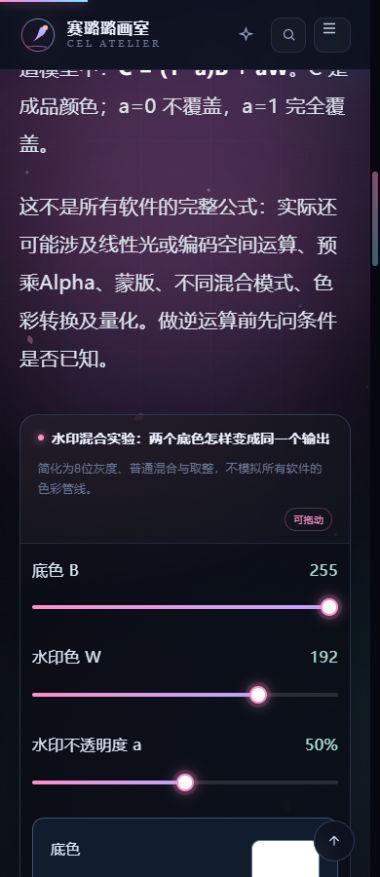 赛璐璐画室
CEL ATELIER
成品颜色；a=0 不覆盖，a=1 完全覆
盖。
这不是所有软件的完整公式：实际还
可能涉及线性光或编码空间运算、预
乘Alpha、蒙版、不同混合模式、色
彩转换及量化。做逆运算前先问条件
是否已知。
水印混合实验：两个底色怎样变成同一个输出
简化为8位灰度、普通混合与取整，不模拟所有软件的
色彩管线。
可拖动
底色 B
255
水印色 W
192
水印不透明度 a
50%
底色